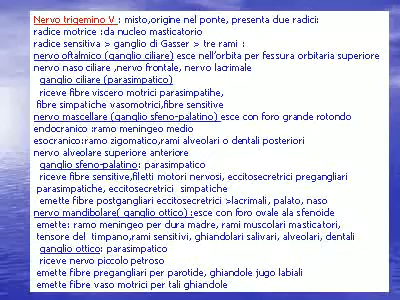 Nervo trigemino V : misto,origine nel ponte, presenta due radici:
radice motrice :da nucleo masticatorio
radice sensitiva > ganglio di Gasser > tre rami :
nervo oftalmico (ganglio ciliare) esce nell'orbita per fessura orbitaria superiore
nervo naso ciliare ,nervo frontale, nervo lacrimale
ganglio ciliare (parasimpatico)
riceve fibre viscero motrici parasimpatihe,
fibre simpatiche vasomotrici,fibre sensitive
nervo mascellare (ganglio sfeno-palatino) esce con foro grande rotondo
endocranico :ramo meningeo medio
esocranico:ramo zigomatico,rami alveolari o dentali posteriori
nervo alveolare superiore anteriore
ganglio sfeno-palatino: parasimpatico
riceve fibre sensitive,filetti motori nervosi, eccitosecretrici pregangliari
parasimpatiche, eccitosecretrici simpatiche
emette fibre postgangliari eccitosecretrici >lacrimali, palato, naso
nervo mandibolare( ganglio ottico) :esce con foro ovale ala sfenoide
emette: ramo meningeo per dura madre, rami muscolari masticatori,
tensore del timpano,rami sensitivi, ghiandolari salivari, alveolari, dentali
ganglio ottico: parasimpatico
riceve nervo piccolo petroso
emette fibre pregangliari per parotide, ghiandole jugo labiali
emette fibre vaso motrici per tali ghiandole